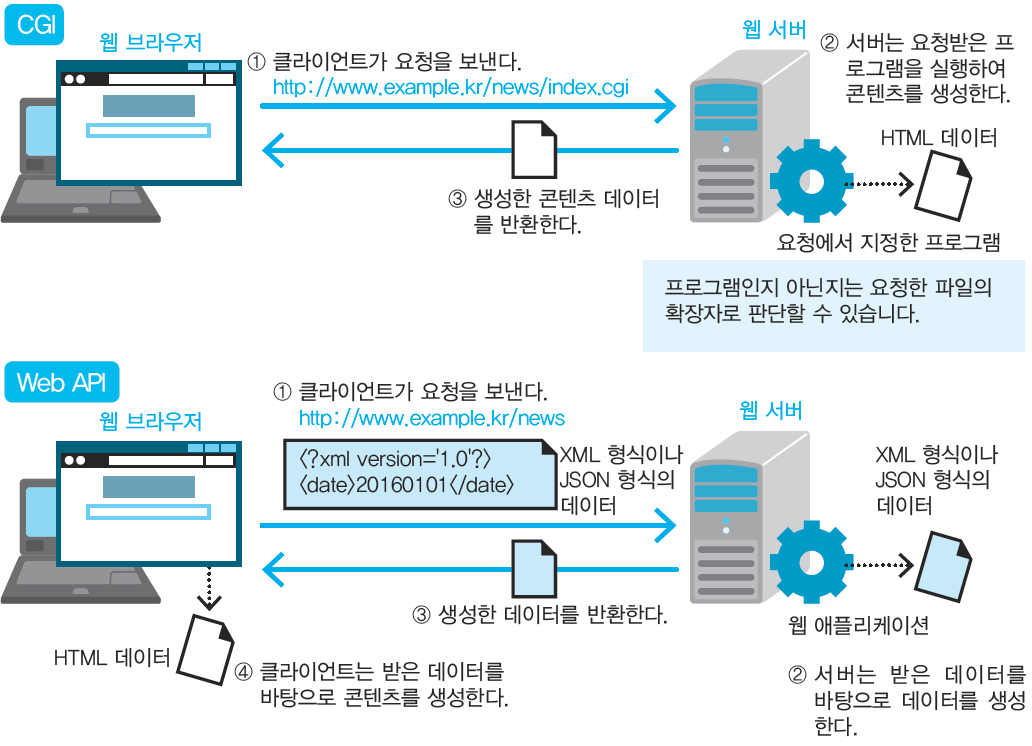 CGI
웹 브라우저
① 클라이언트가 요청을 보낸다.
http://www.example.kr/news/index.cgi
웹 서버
② 서버는 요청받은 프
로그램을 실행하여
콘텐츠를 생성한다.
HTML 데이터
③ 생성한 콘텐츠 데이터
를 반환한다.
요청에서 지정한 프로그램
프로그램인지 아닌지는 요청한 파일의
확장자로 판단할 수 있습니다.
Web API
웹 브라우저
① 클라이언트가 요청을 보낸다.
http://www.example.kr/news
<?xml version='1.0'?>
<date>20160101</date>
XML 형식이나
JSON 형식의
데이터
웹 서버
XML 형식이나
JSON 형식의
데이터
③ 생성한 데이터를 반환한다.
웹 애플리케이션
HTML 데이터
④ 클라이언트는 받은 데이터를
바탕으로 콘텐츠를 생성한다.
② 서버는 받은 데이터를
바탕으로 데이터를 생성
한다.